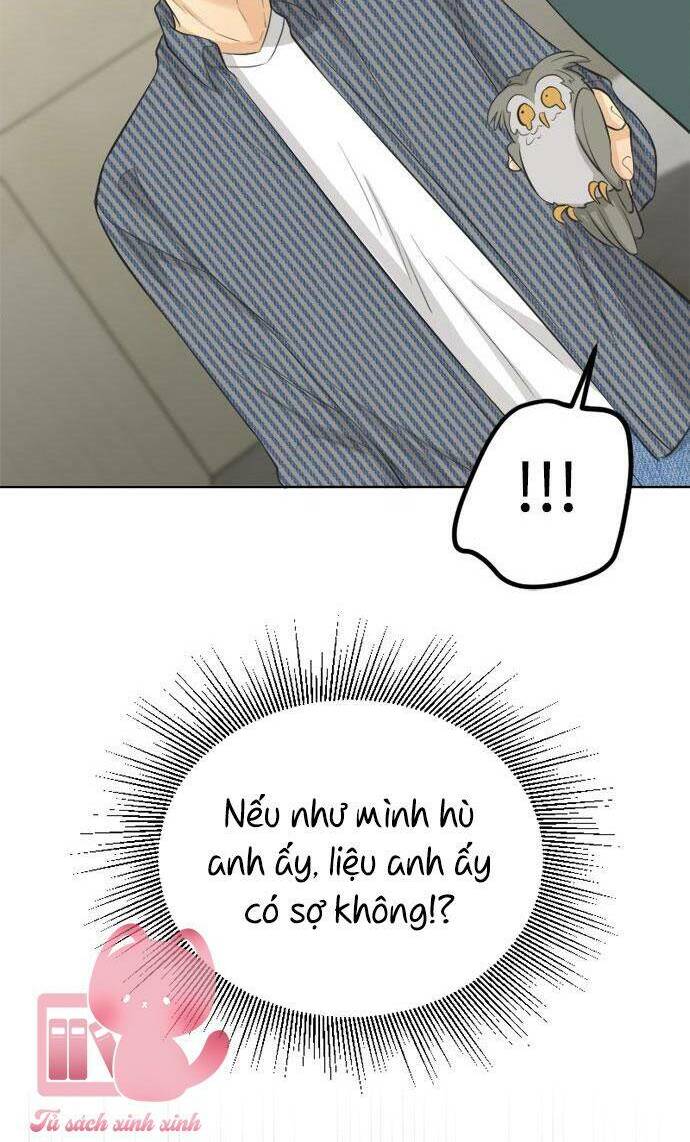 !!!
Nếu như mình hù
anh ấy, liệu anh ấy
có sợ không!?
Tủ sách xinh xinh